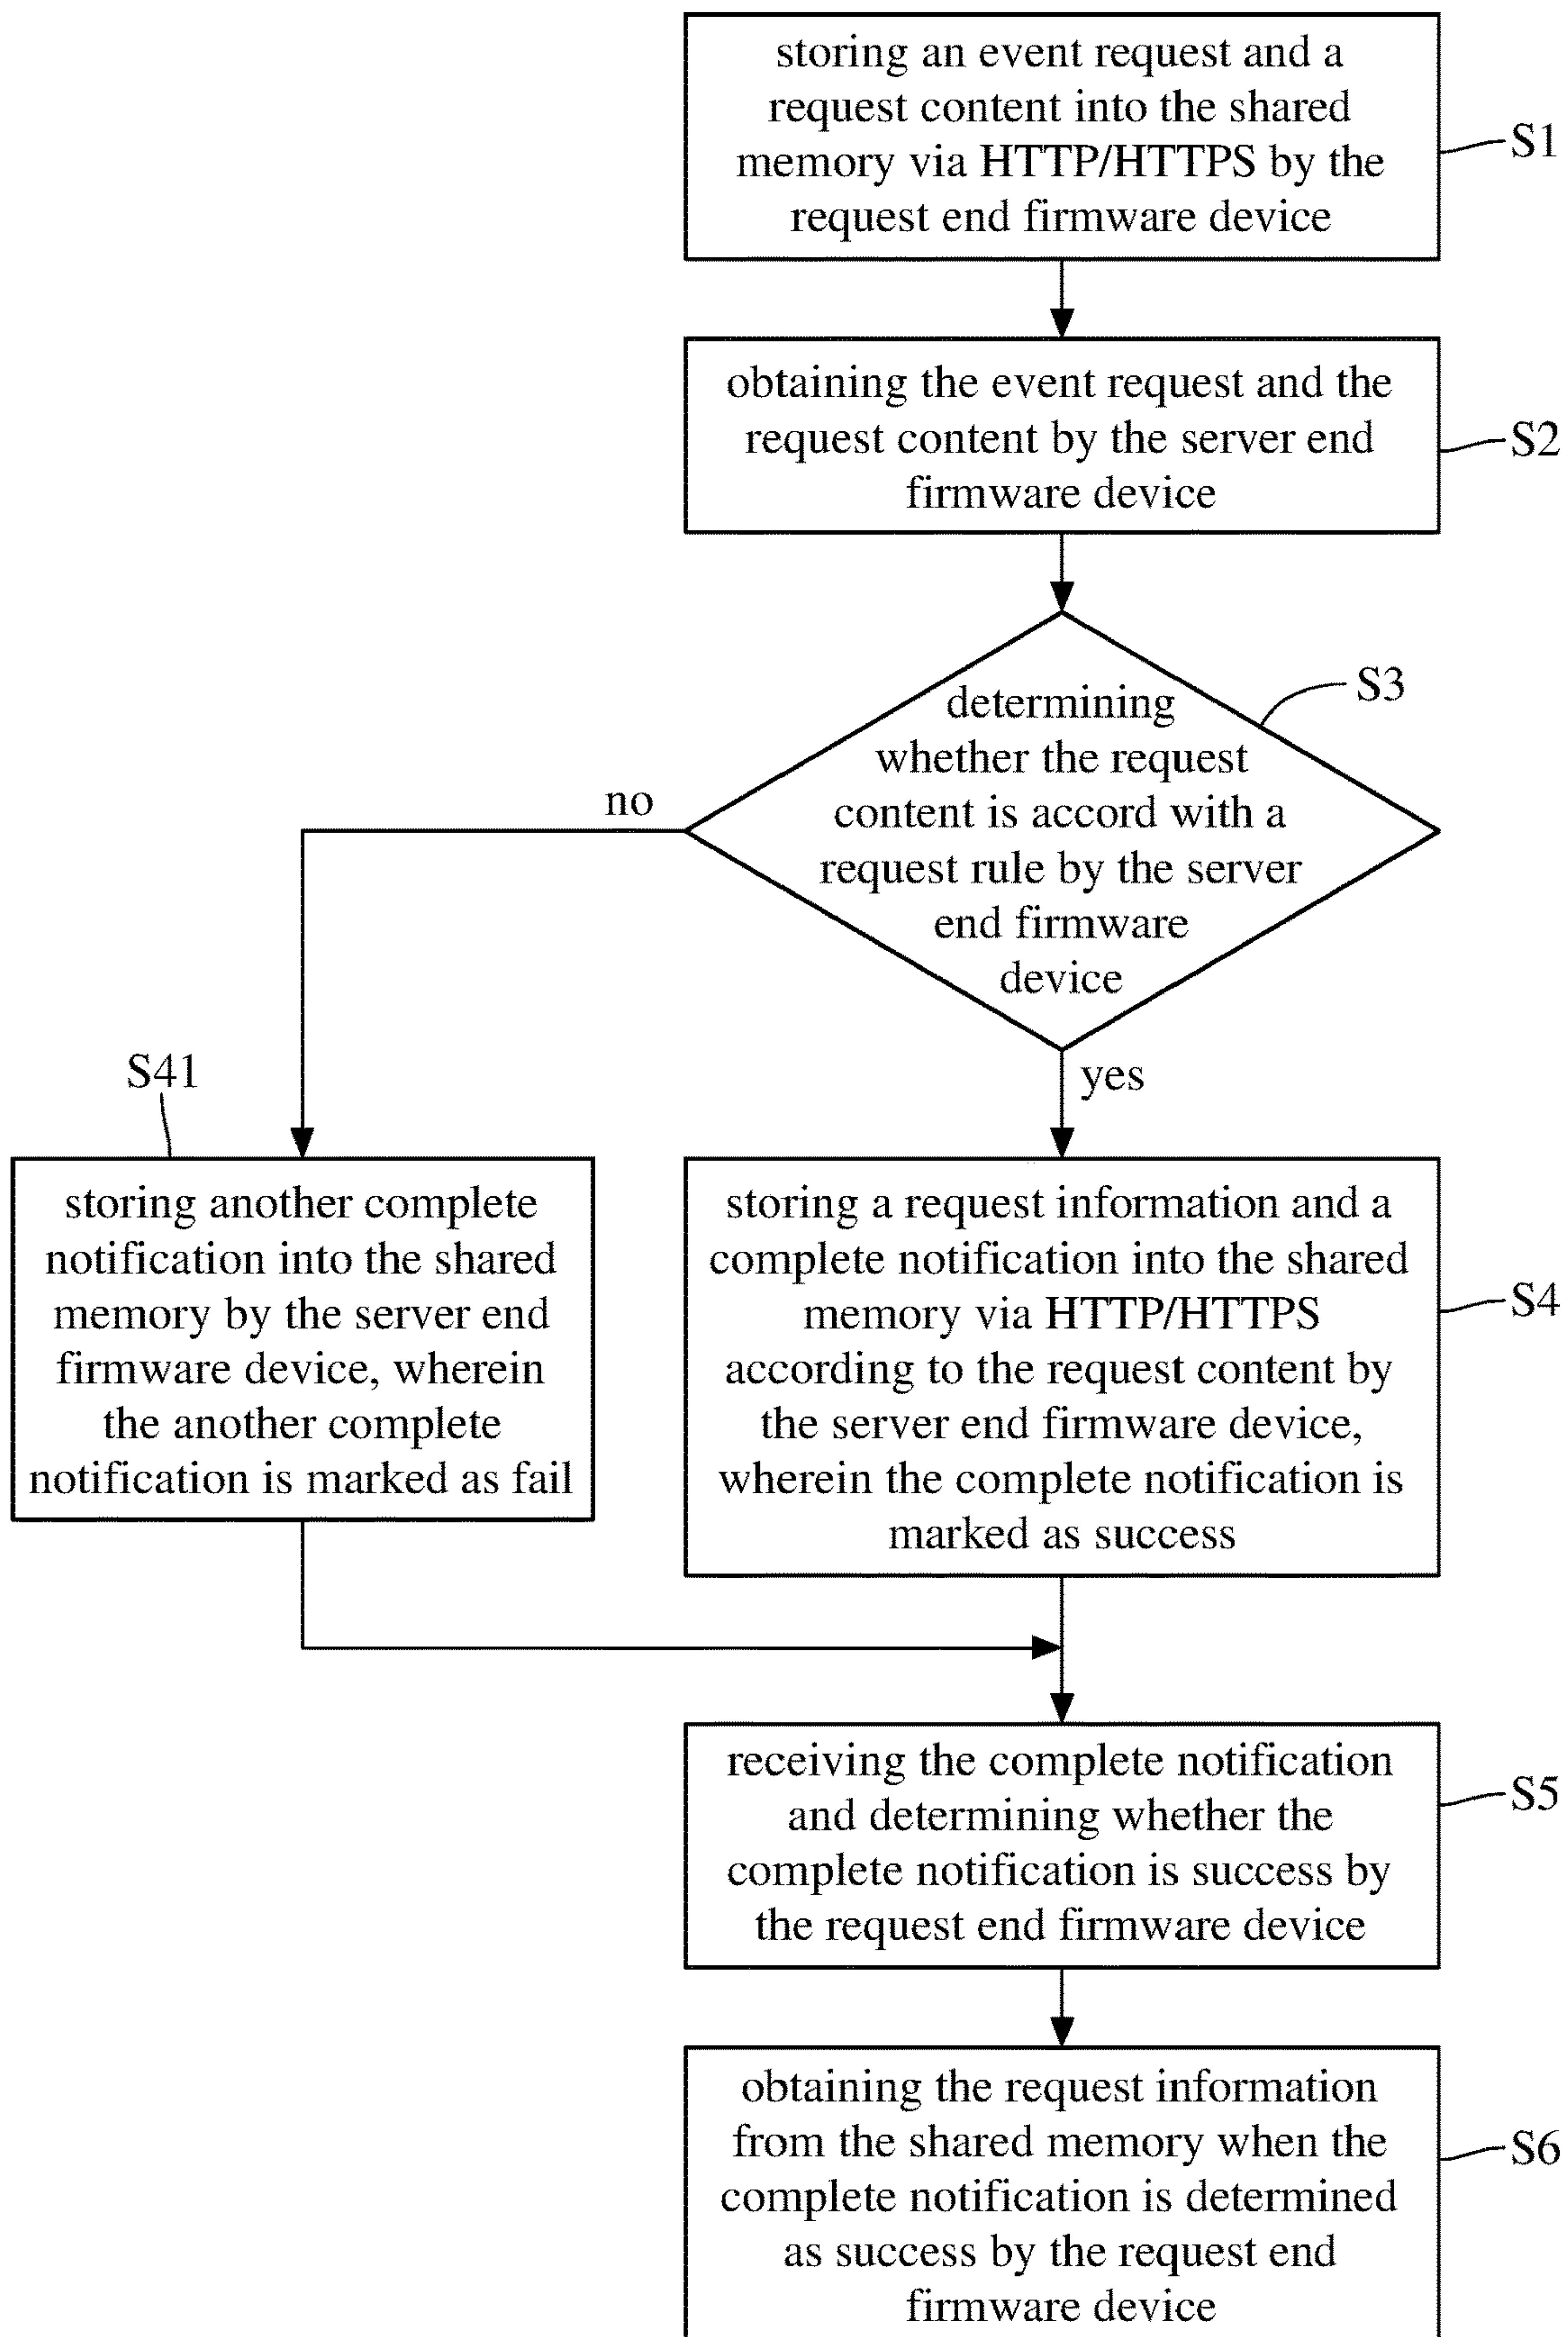 storing an event request and a
request content into the shared
memory via HTTP/HTTPS by the
request end firmware device
S1
obtaining the event request and the
request content by the server end
firmware device
S2
determining
whether the request
content is accord with a
request rule by the server
end firmware
device
S3
no
yes
S41
storing another complete
notification into the shared
memory by the server end
firmware device, wherein
the another complete
notification is marked as fail
storing a request information and a
complete notification into the shared
memory via HTTP/HTTPS
according to the request content by
the server end firmware device,
wherein the complete notification is
marked as success
S4
receiving the complete notification
and determining whether the
complete notification is success by
the request end firmware device
S5
obtaining the request information
from the shared memory when the
complete notification is determined
as success by the request end
firmware device
S6